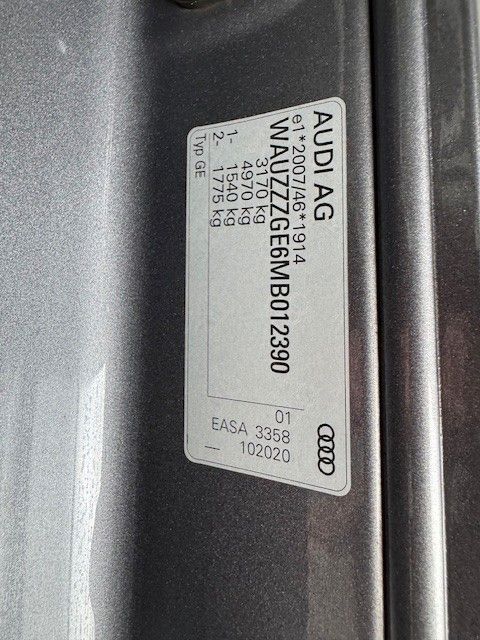 AUDI AG
e1*2007/46*1914
WAUZZZGE6MB012390
3170 kg
4970 kg
1- 1540 kg
2- 1775 kg
Typ GE
01
EASA 3358
— 102020